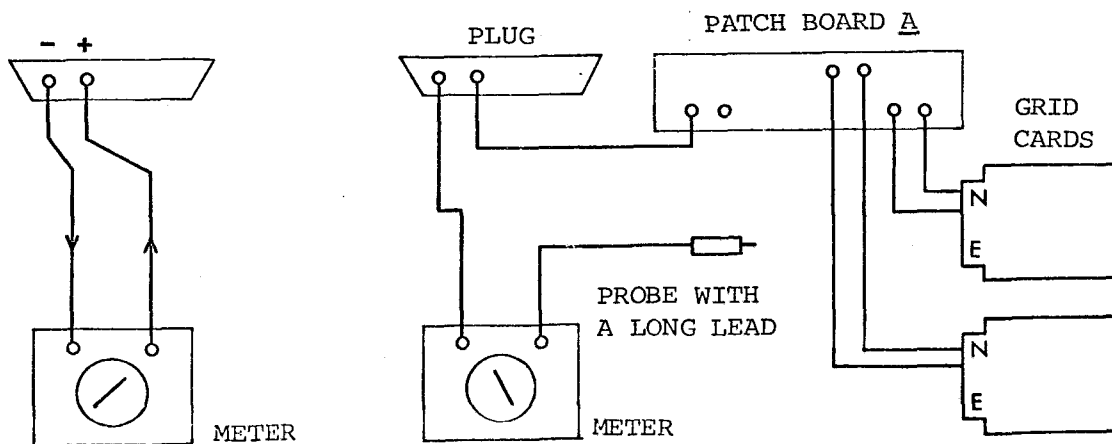 - +
PLUG
PATCH BOARD A
GRID
CARDS
N
E
PROBE WITH
A LONG LEAD
N
E
METER
METER